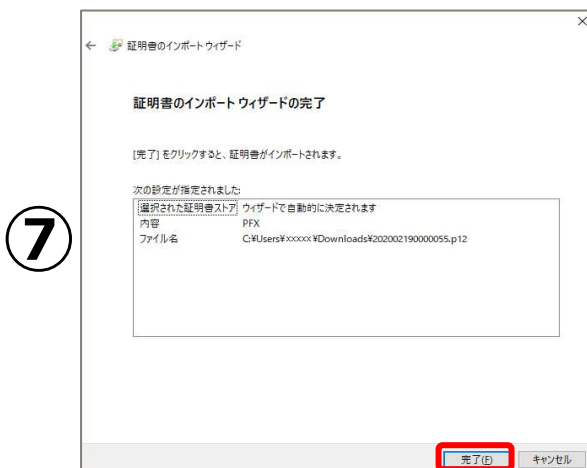 証明書のインポート ウィザード
証明書のインポート ウィザードの完了
[完了] をクリックすると、証明書がインポートされます。
次の設定が指定されました:
選択された証明書ストア ウィザードで自動的に決定されます
内容 PFX
ファイル名 C:¥Users¥xxxxx¥Downloads¥202002190000055.p12
⑦
完了(F) キャンセル